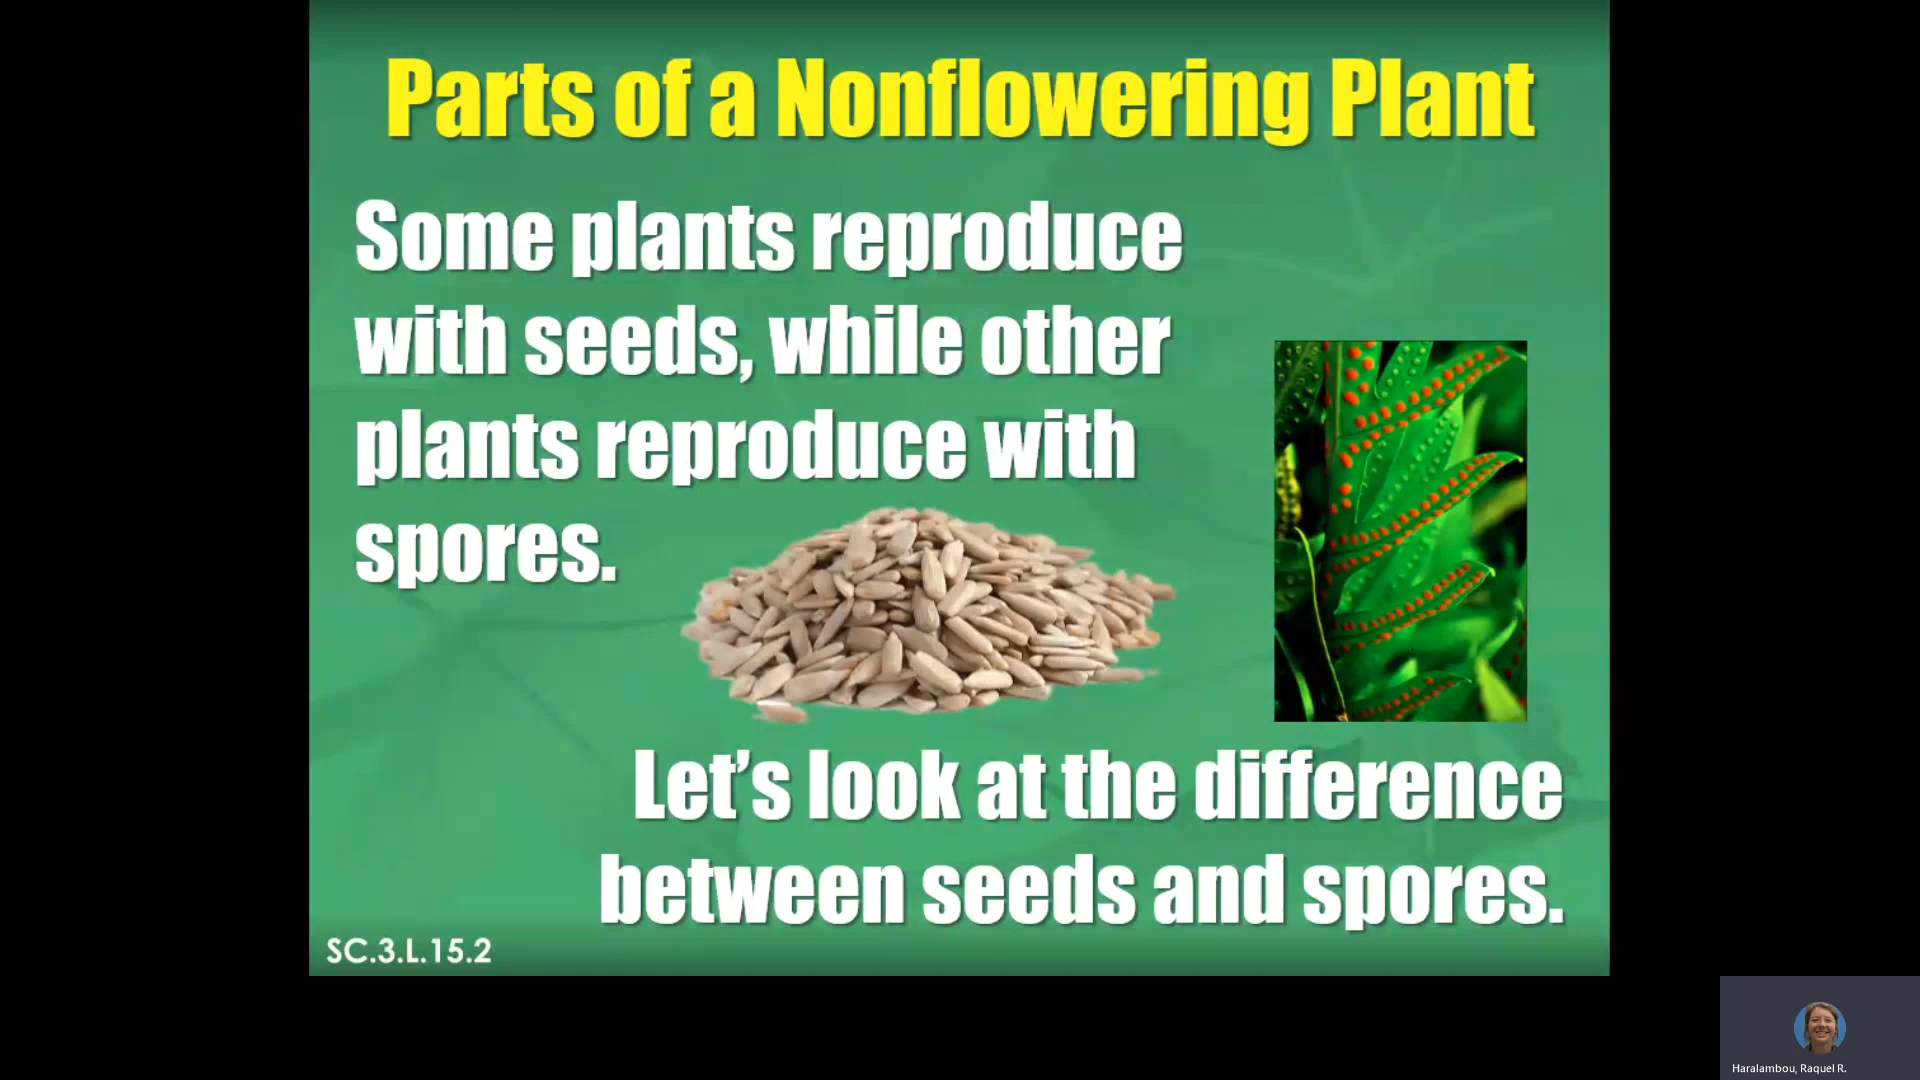 Parts of a Nonflowering Plant
Some plants reproduce
with seeds, while other
plants reproduce with
spores.
Let’s look at the difference
between seeds and spores.
SC.3.L.15.2
Haralambou, Raquel R.